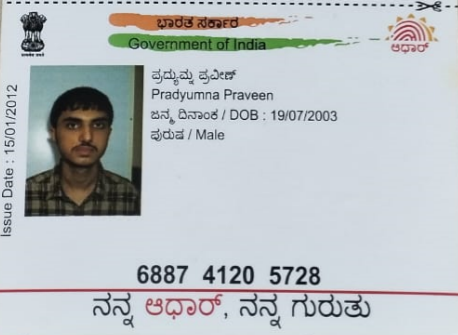 ಭಾರತ ಸರ್ಕಾರ
Government of India
ಆಧಾರ್
ಪ್ರದ್ಯುಮ್ನ ಪ್ರವೀಣ್
Pradyumna Praveen
ಜನ್ಮ ದಿನಾಂಕ / DOB : 19/07/2003
ಪುರುಷ / Male
Issue Date : 15/01/2012
6887 4120 5728
ನನ್ನ ಆಧಾರ್, ನನ್ನ ಗುರುತು